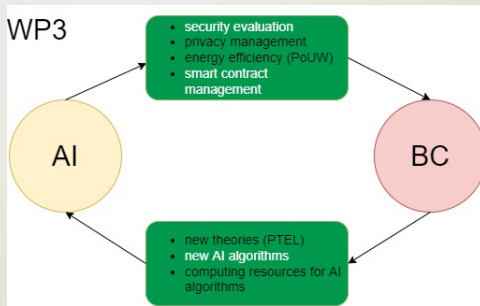 WP3
• security evaluation
• privacy management
• energy efficiency (PoUW)
• smart contract
management
AI
BC
• new theories (PTEL)
• new AI algorithms
• computing resources for AI
algorithms